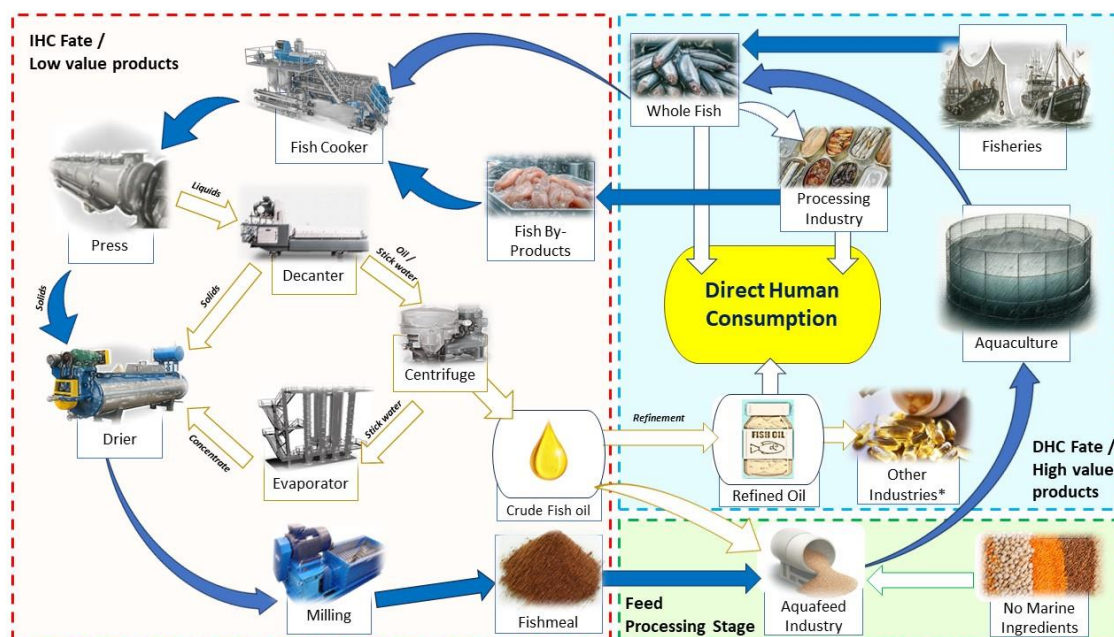 IHC Fate /
Low value products
Fish Cooker
Whole Fish
Fisheries
Press
Liquids
Decanter
Oil /
Stick water
Fish By-
Products
Processing
Industry
Direct Human
Consumption
Aquaculture
Solids
Solids
Centrifuge
Drier
Concentrate
Evaporator
Stick water
Crude Fish oil
Refinement
FISH OIL
Refined Oil
Other
Industries*
DHC Fate /
High value
products
Milling
Fishmeal
Feed
Processing Stage
Aquafeed
Industry
No Marine
Ingredients